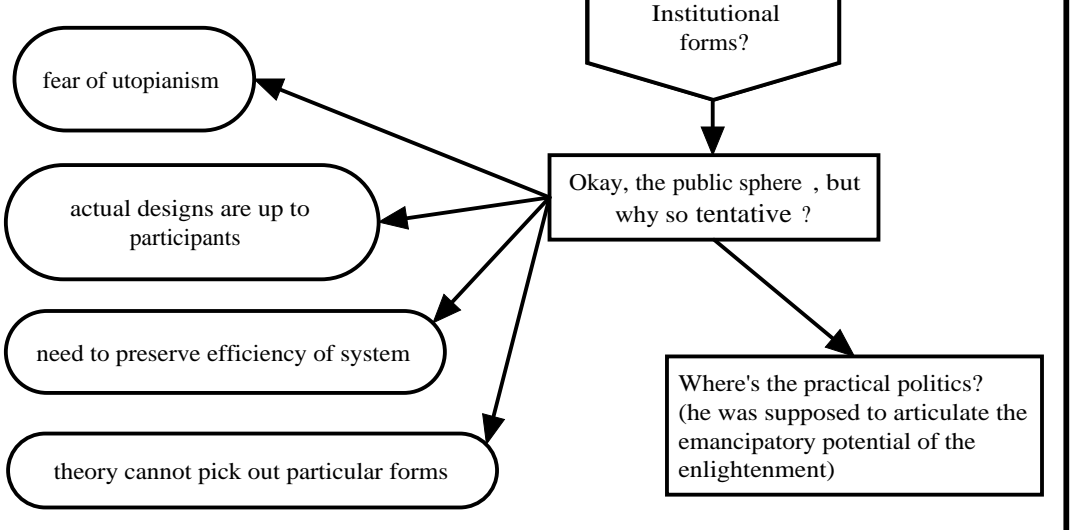 Institutional
forms?
fear of utopianism
Okay, the public sphere , but
why so tentative ?
actual designs are up to
participants
need to preserve efficiency of system
Where's the practical politics?
(he was supposed to articulate the
emancipatory potential of the
enlightenment)
theory cannot pick out particular forms